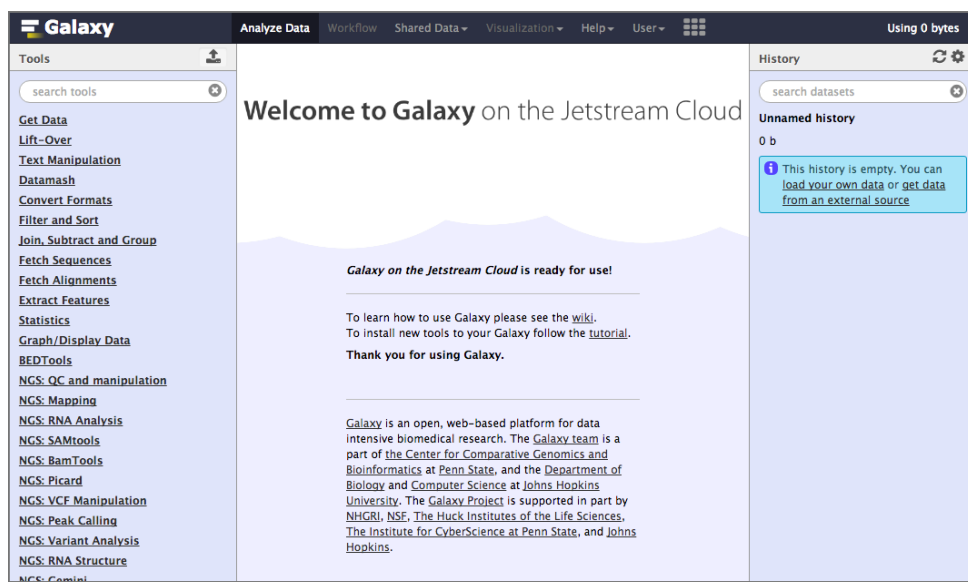 Galaxy
Analyze Data Workflow Shared Data Visualization Help User
Using 0 bytes
Tools
search tools
Get Data
Lift-Over
Text Manipulation
Datamash
Convert Formats
Filter and Sort
Join, Subtract and Group
Fetch Sequences
Fetch Alignments
Extract Features
Statistics
Graph/Display Data
BEDTools
NGS: QC and manipulation
NGS: Mapping
NGS: RNA Analysis
NGS: SAMtools
NGS: BamTools
NGS: Picard
NGS: VCF Manipulation
NGS: Peak Calling
NGS: Variant Analysis
NGS: RNA Structure
NGS: Gemini
Welcome to Galaxy on the Jetstream Cloud
Galaxy on the Jetstream Cloud is ready for use!
To learn how to use Galaxy please see the wiki.
To install new tools to your Galaxy follow the tutorial.
Thank you for using Galaxy.
Galaxy is an open, web-based platform for data
intensive biomedical research. The Galaxy team is a
part of the Center for Comparative Genomics and
Bioinformatics at Penn State, and the Department of
Biology and Computer Science at Johns Hopkins
University. The Galaxy Project is supported in part by
NHGRI, NSF, The Huck Institutes of the Life Sciences,
The Institute for CyberScience at Penn State, and Johns
Hopkins.
History
search datasets
Unnamed history
0 b
This history is empty. You can
load your own data or get data
from an external source